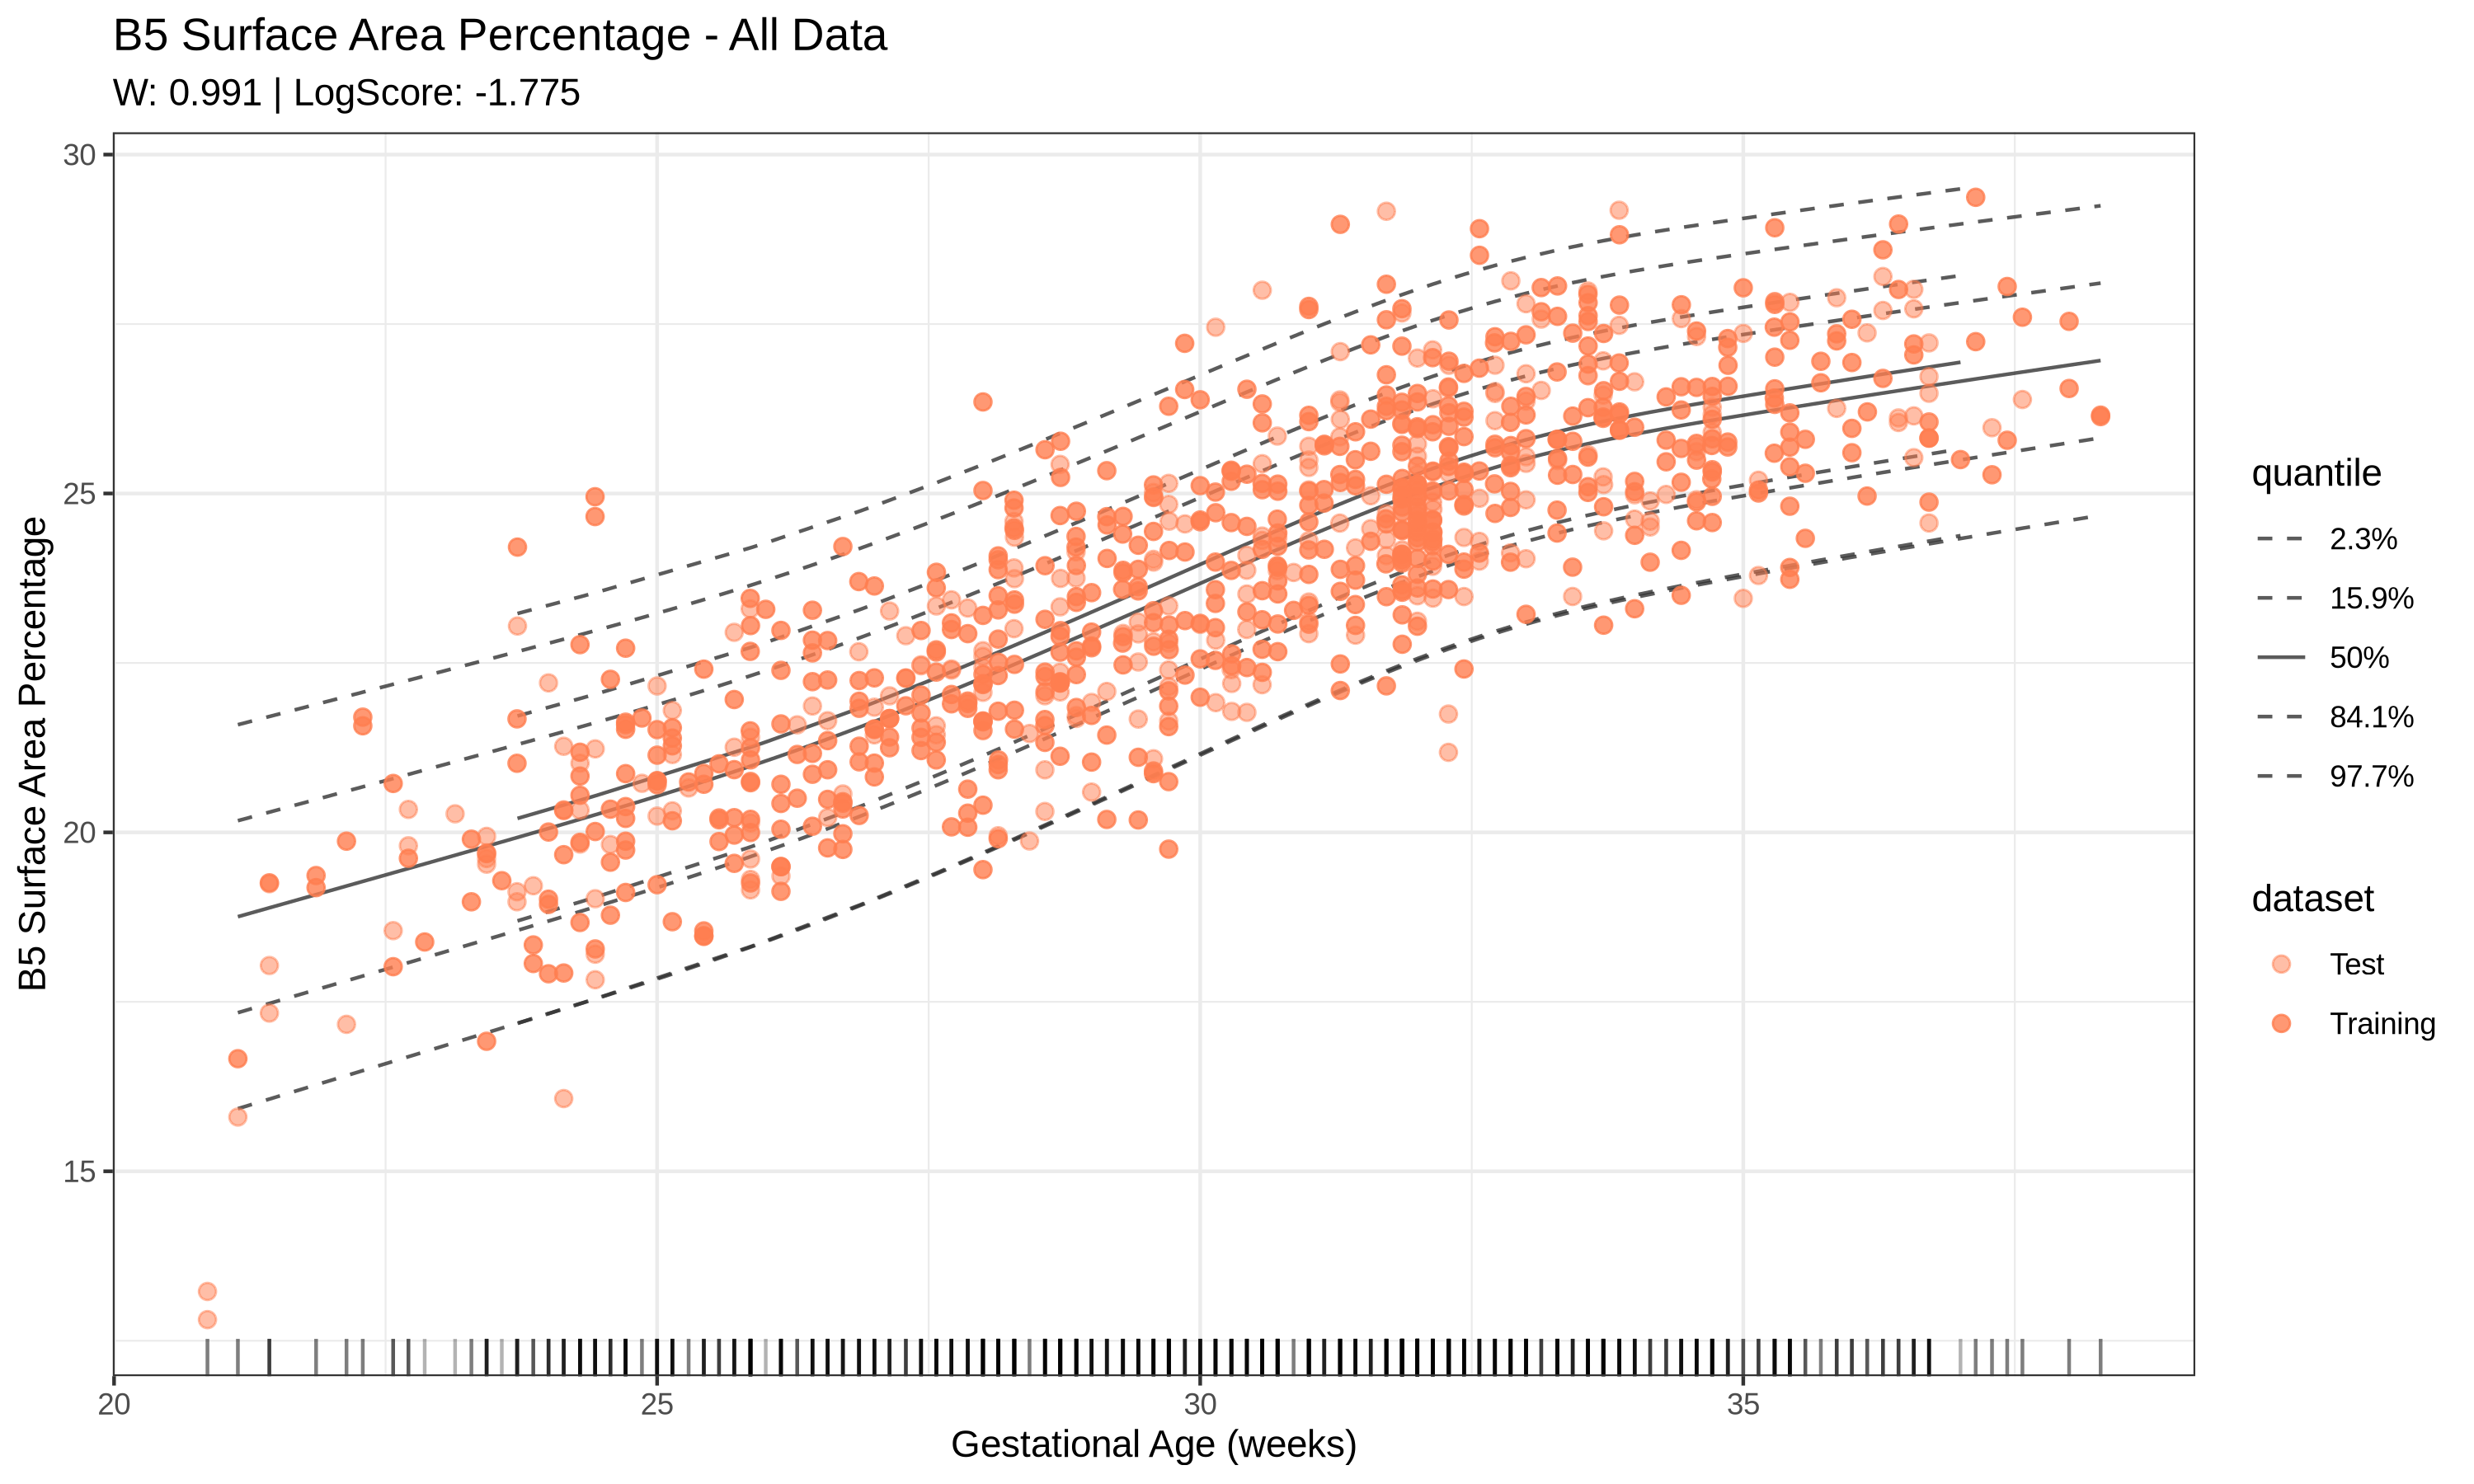 B5 Surface Area Percentage - All Data
W: 0.991 | LogScore: -1.775
30
25
20
15
B5 Surface Area Percentage
20
25
30
35
Gestational Age (weeks)
quantile
2.3%
15.9%
50%
84.1%
97.7%
dataset
Test
Training